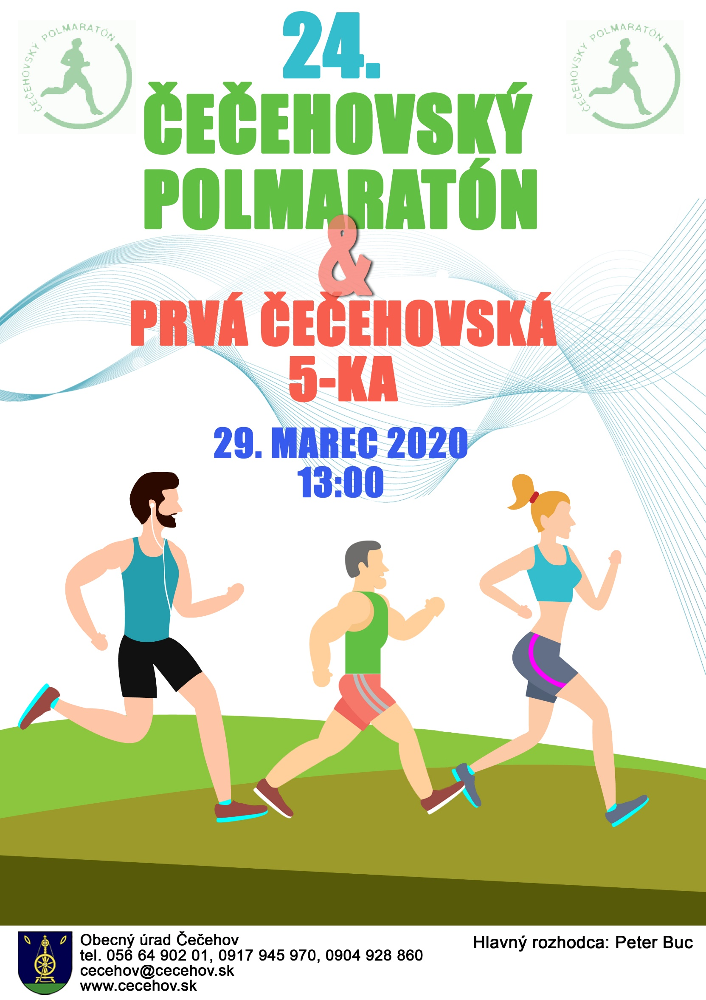 ČEČEHOVSKÝ POLMARATÓN
24.
ČEČEHOVSKÝ POLMARATÓN
ČEČEHOVSKÝ
POLMARATÓN
&
PRVÁ ČEČEHOVSKÁ
5-KA
29. MAREC 2020
13:00
Obecný úrad Čečehov
tel. 056 64 902 01, 0917 945 970, 0904 928 860
cecehov@cecehov.sk
www.cecehov.sk
Hlavný rozhodca: Peter Buc